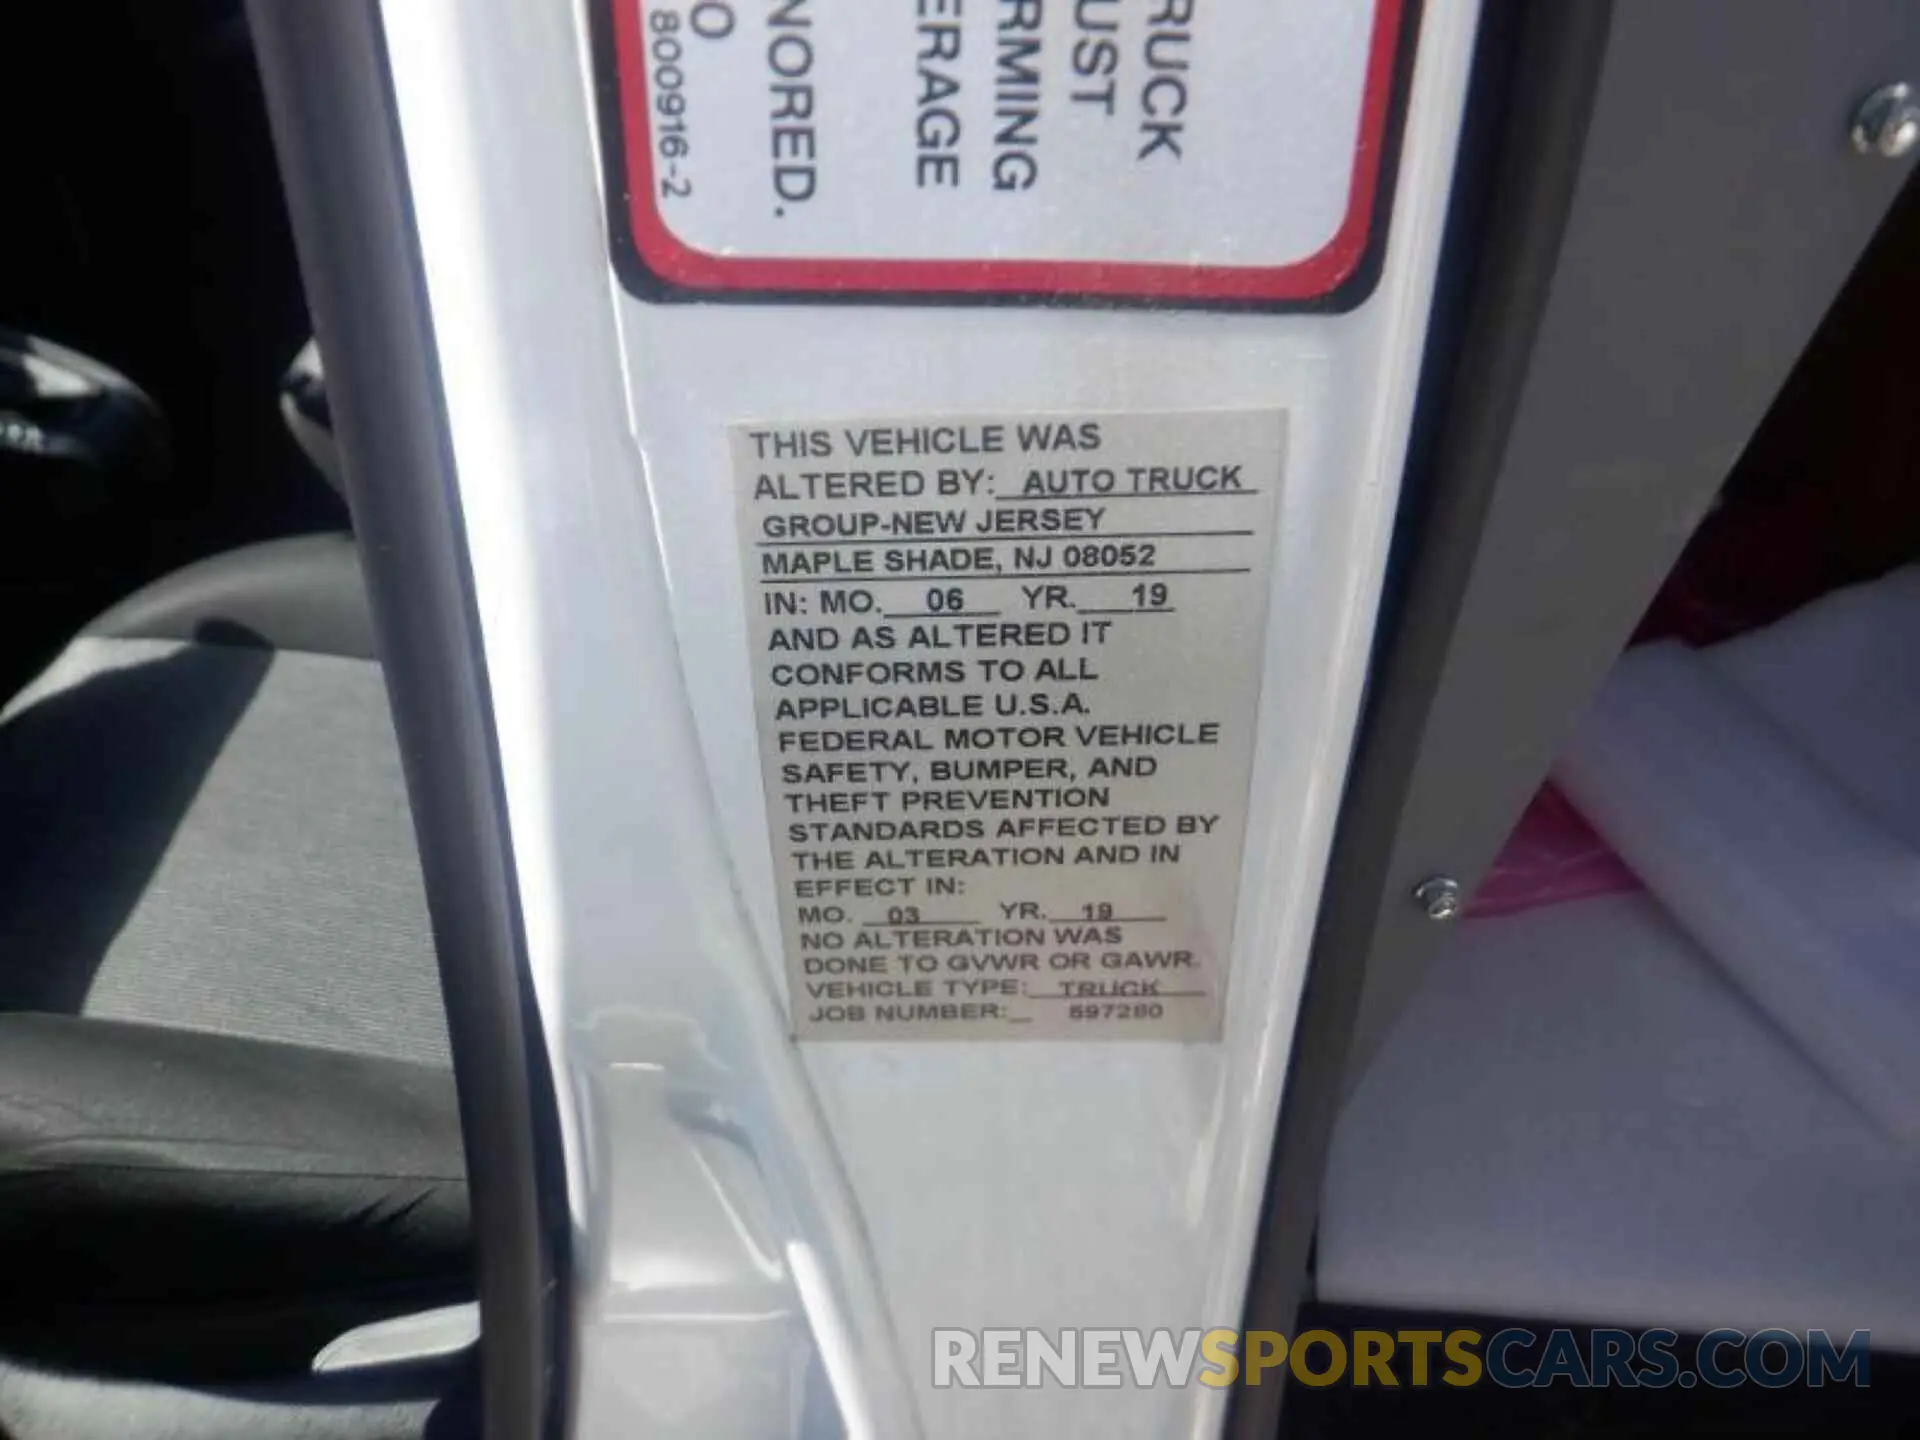 RUCK
UST
RMING
ERAGE
NORED.
0
800916-2
THIS VEHICLE WAS
ALTERED BY: AUTO TRUCK
GROUP-NEW JERSEY
MAPLE SHADE, NJ 08052
IN: MO. 06 YR. 19
AND AS ALTERED IT
CONFORMS TO ALL
APPLICABLE U.S.A.
FEDERAL MOTOR VEHICLE
SAFETY, BUMPER, AND
THEFT PREVENTION
STANDARDS AFFECTED BY
THE ALTERATION AND IN
EFFECT IN:
MO. 03 YR. 19
NO ALTERATION WAS
DONE TO GVWR OR GAWR.
VEHICLE TYPE: TRUCK
JOB NUMBER:
RENEWSPORTSCARS.COM